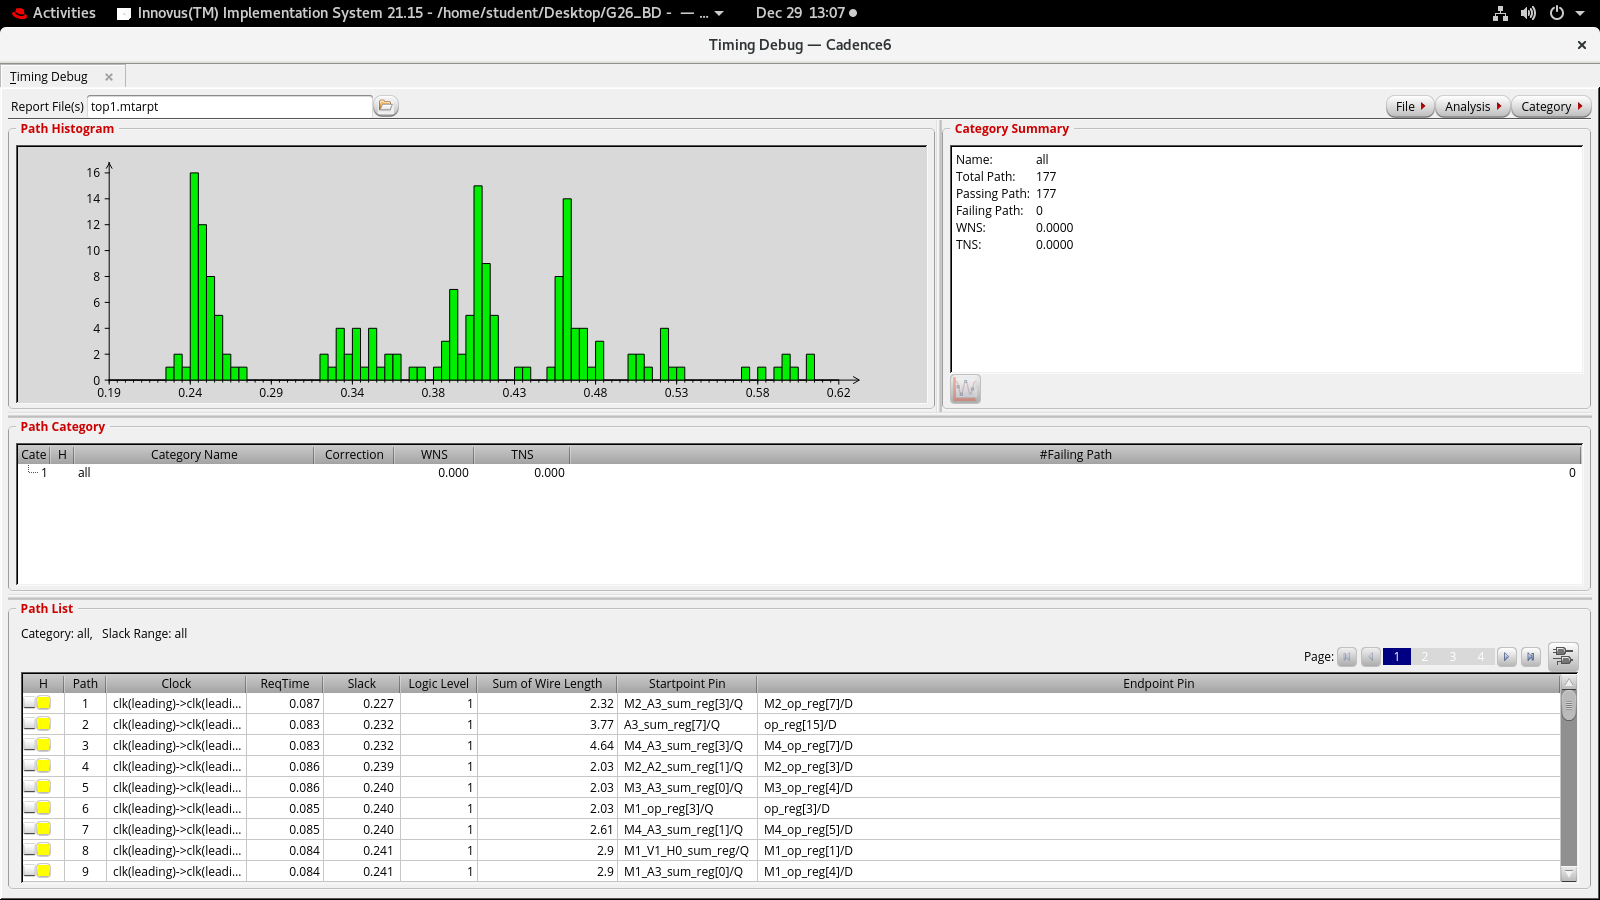 Activities Innovus(TM) Implementation System 21.15 - /home/student/Desktop/G26_BD - — ... Dec 29 13:07
Timing Debug — Cadence6
Timing Debug
Report File(s) top1.mtarpt File Analysis Category
Path Histogram
16
14
12
10
8
6
4
2
0
0.19 0.24 0.29 0.34 0.38 0.43 0.48 0.53 0.58 0.62
Category Summary
Name: all
Total Path: 177
Passing Path: 177
Failing Path: 0
WNS: 0.0000
TNS: 0.0000
Path Category
Cate H Category Name Correction WNS TNS #Failing Path
1 all 0.000 0.000 0
Path List
Category: all, Slack Range: all
Page: 1 2 3 4
H Path Clock ReqTime Slack Logic Level Sum of Wire Length Startpoint Pin Endpoint Pin
1 clk(leading)->clk(leadi... 0.087 0.227 1 2.32 M2_A3_sum_reg[3]/Q M2_op_reg[7]/D
2 clk(leading)->clk(leadi... 0.083 0.232 1 3.77 A3_sum_reg[7]/Q op_reg[15]/D
3 clk(leading)->clk(leadi... 0.083 0.232 1 4.64 M4_A3_sum_reg[3]/Q M4_op_reg[7]/D
4 clk(leading)->clk(leadi... 0.086 0.239 1 2.03 M2_A2_sum_reg[1]/Q M2_op_reg[3]/D
5 clk(leading)->clk(leadi... 0.086 0.240 1 2.03 M3_A3_sum_reg[0]/Q M3_op_reg[4]/D
6 clk(leading)->clk(leadi... 0.085 0.240 1 2.03 M1_op_reg[3]/Q op_reg[3]/D
7 clk(leading)->clk(leadi... 0.085 0.240 1 2.61 M4_A3_sum_reg[1]/Q M4_op_reg[5]/D
8 clk(leading)->clk(leadi... 0.084 0.241 1 2.9 M1_V1_H0_sum_reg/Q M1_op_reg[1]/D
9 clk(leading)->clk(leadi... 0.084 0.241 1 2.9 M1_A3_sum_reg[0]/Q M1_op_reg[4]/D